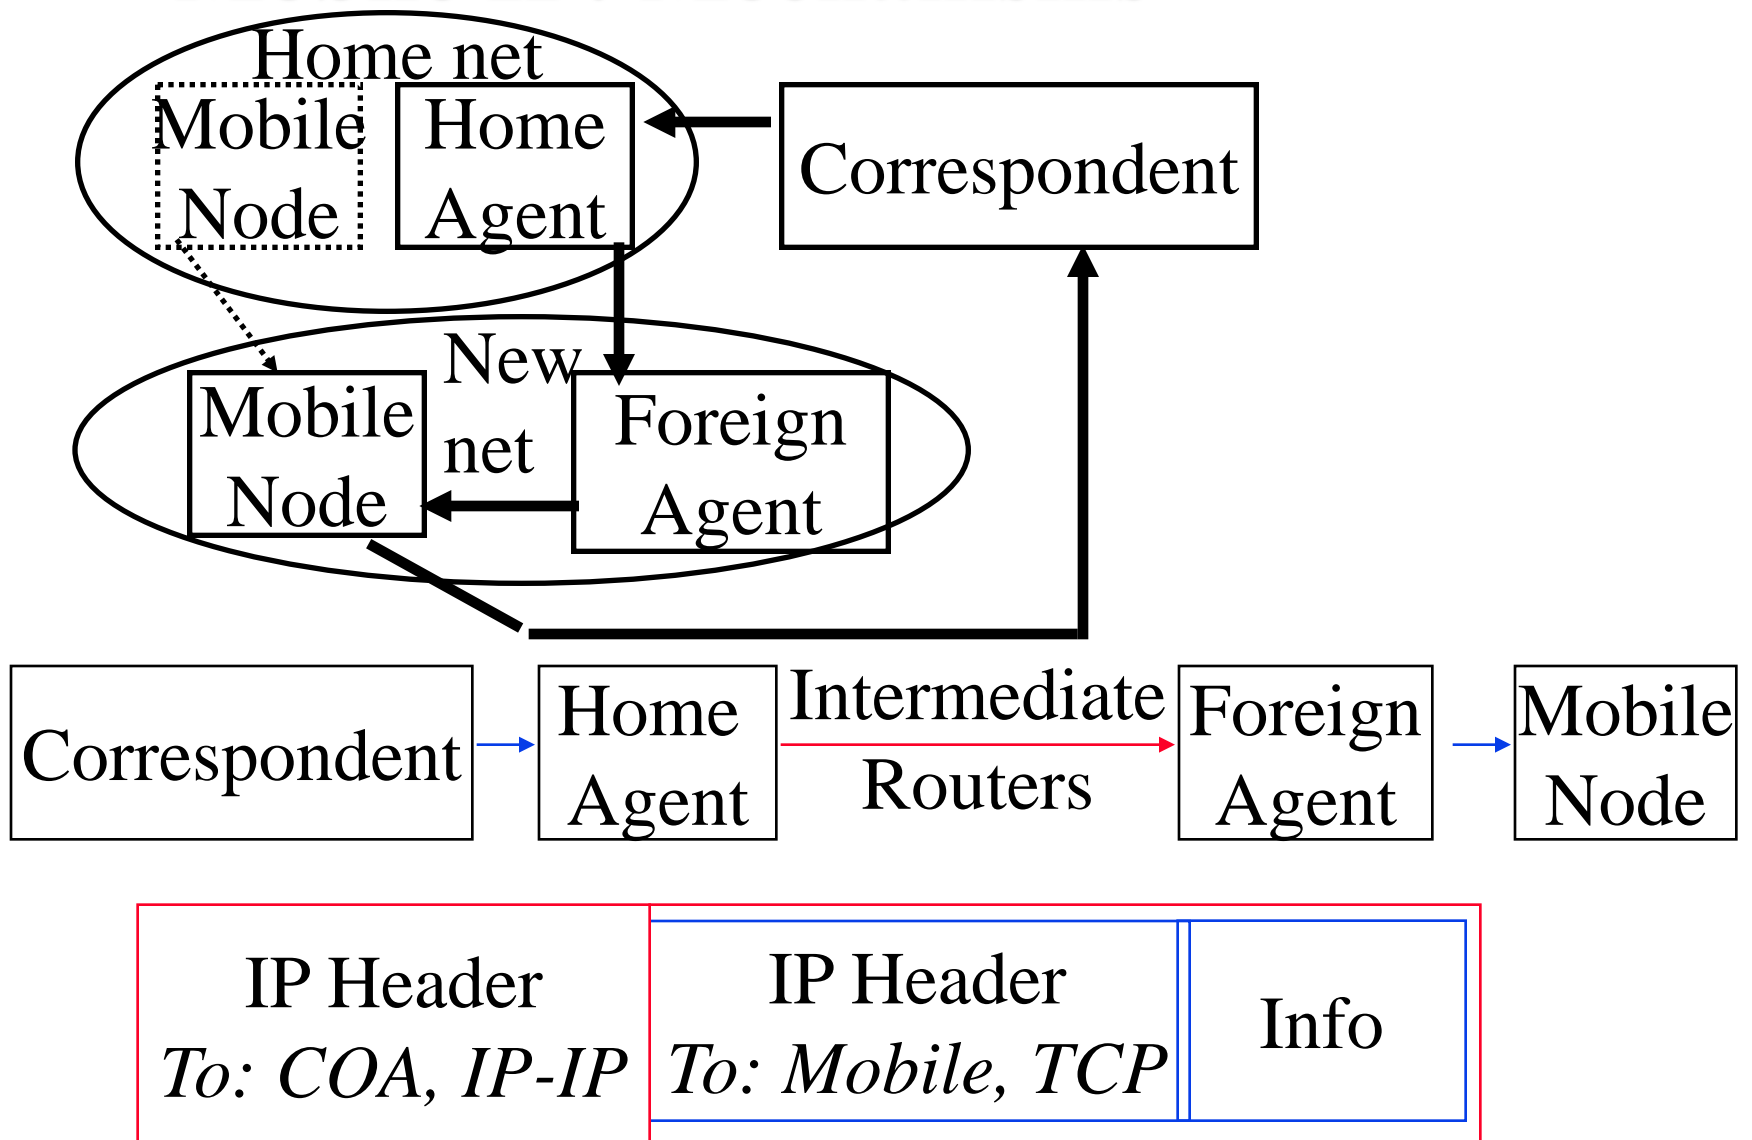 Home net
Mobile
Node
Home
Agent
Correspondent
New
net
Mobile
Node
Foreign
Agent
Correspondent
Home
Agent
Intermediate
Routers
Foreign
Agent
Mobile
Node
IP Header
To: COA, IP-IP
IP Header
To: Mobile, TCP
Info